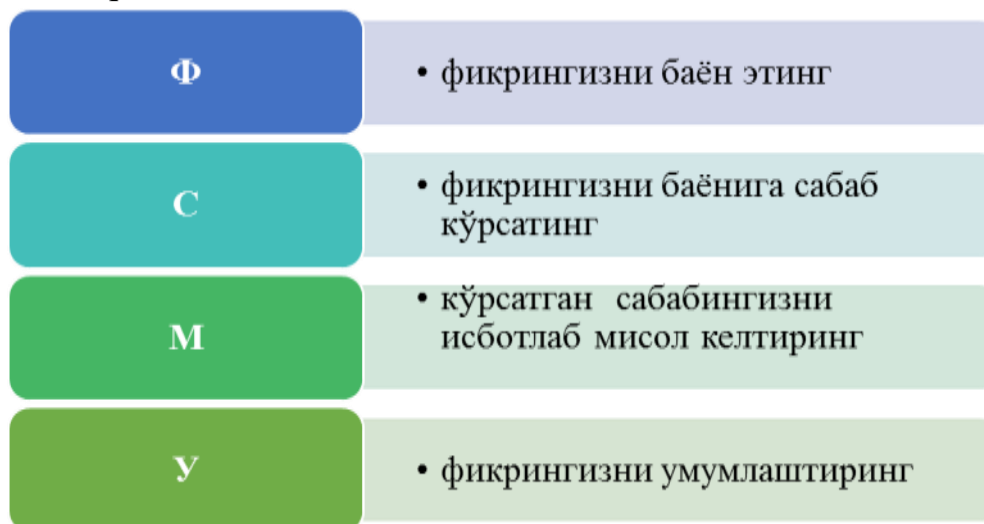 Ф
• фикрингизни баён этинг
С
• фикрингизни баёнига сабаб
кўрсатинг
М
• кўрсатган сабабингизни
исботлаб мисол келтиринг
У
• фикрингизни умумлаштиринг